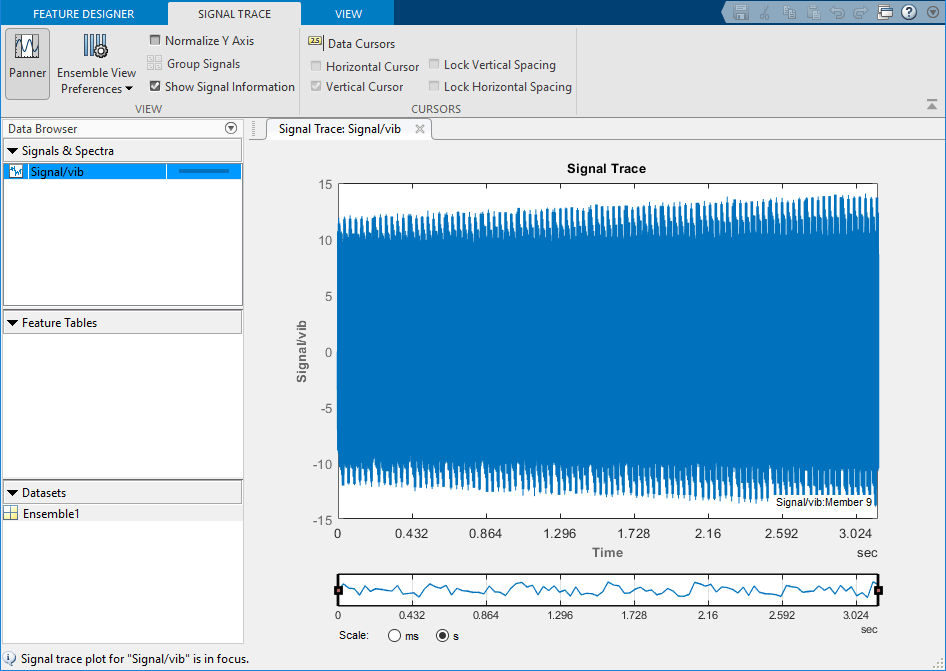 FEATURE DESIGNER SIGNAL TRACE VIEW
Panner
Ensemble View
Preferences
Normalize Y Axis
Group Signals
Show Signal Information
VIEW
2.5 Data Cursors
Horizontal Cursor Lock Vertical Spacing
Vertical Cursor Lock Horizontal Spacing
CURSORS
Data Browser
Signals & Spectra
Signal/vib
Feature Tables
Datasets
Ensemble1
Signal Trace: Signal/vib
Signal Trace
15
10
5
0
-5
-10
-15
Signal/vib
Signal/vib:Member 9
0 0.432 0.864 1.296 1.728 2.16 2.592 3.024
Time
sec
0 0.432 0.864 1.296 1.728 2.16 2.592 3.024
sec
Scale: ms s
Signal trace plot for "Signal/vib" is in focus.